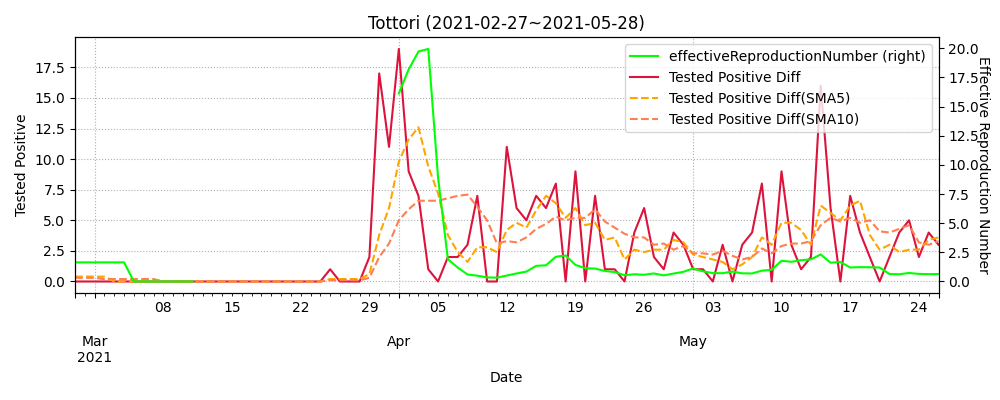 Tottori (2021-02-27~2021-05-28)
effectiveReproductionNumber (right)
Tested Positive Diff
Tested Positive Diff(SMA5)
Tested Positive Diff(SMA10)
Tested Positive
17.5
15.0
12.5
10.0
7.5
5.0
2.5
0.0
Effective Reproduction Number
20.0
17.5
15.0
12.5
10.0
7.5
5.0
2.5
0.0
08 15 22 29 05 12 19 26 03 10 17 24
Mar Apr May
2021
Date